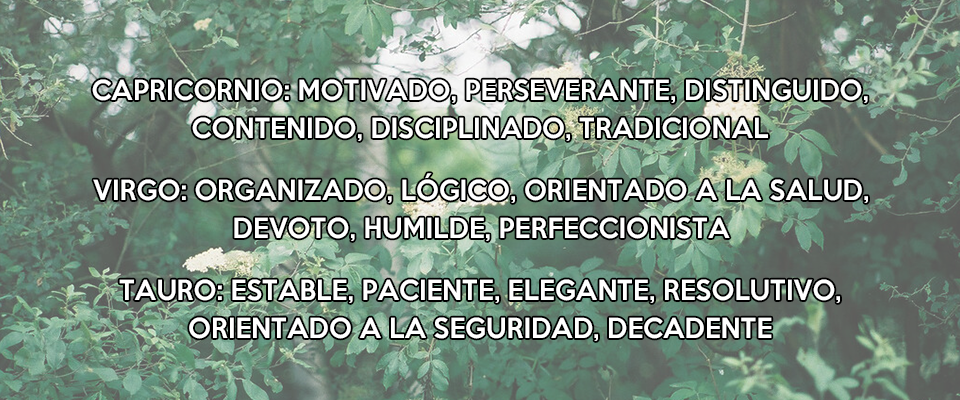 CAPRICORNIO: MOTIVADO, PERSEVERANTE, DISTINGUIDO,
CONTENIDO, DISCIPLINADO, TRADICIONAL
VIRGO: ORGANIZADO, LÓGICO, ORIENTADO A LA SALUD,
DEVOTO, HUMILDE, PERFECCIONISTA
TAURO: ESTABLE, PACIENTE, ELEGANTE, RESOLUTIVO,
ORIENTADO A LA SEGURIDAD, DECADENTE